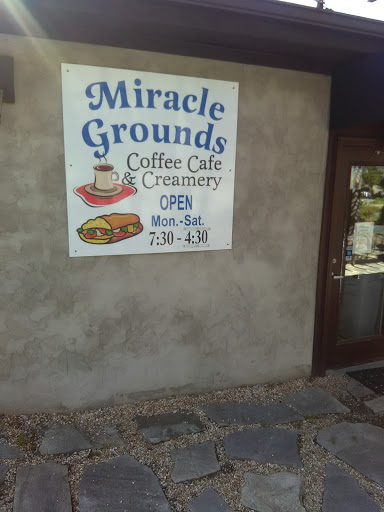 Miracle
Grounds
Coffee Cafe
& Creamery
OPEN
Mon.-Sat.
7:30 - 4:30